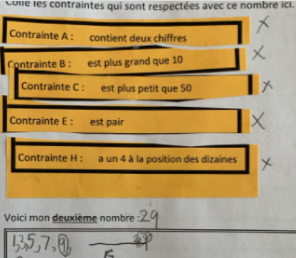 Colle les contraintes qui sont respectées avec ce nombre ici.
Contrainte A : contient deux chiffres X
Contrainte B : est plus grand que 10 X
Contrainte C : est plus petit que 50 X
Contrainte E : est pair X
Contrainte H : a un 4 à la position des dizaines X
Voici mon deuxième nombre : 29
1,3,5,7,9,
5